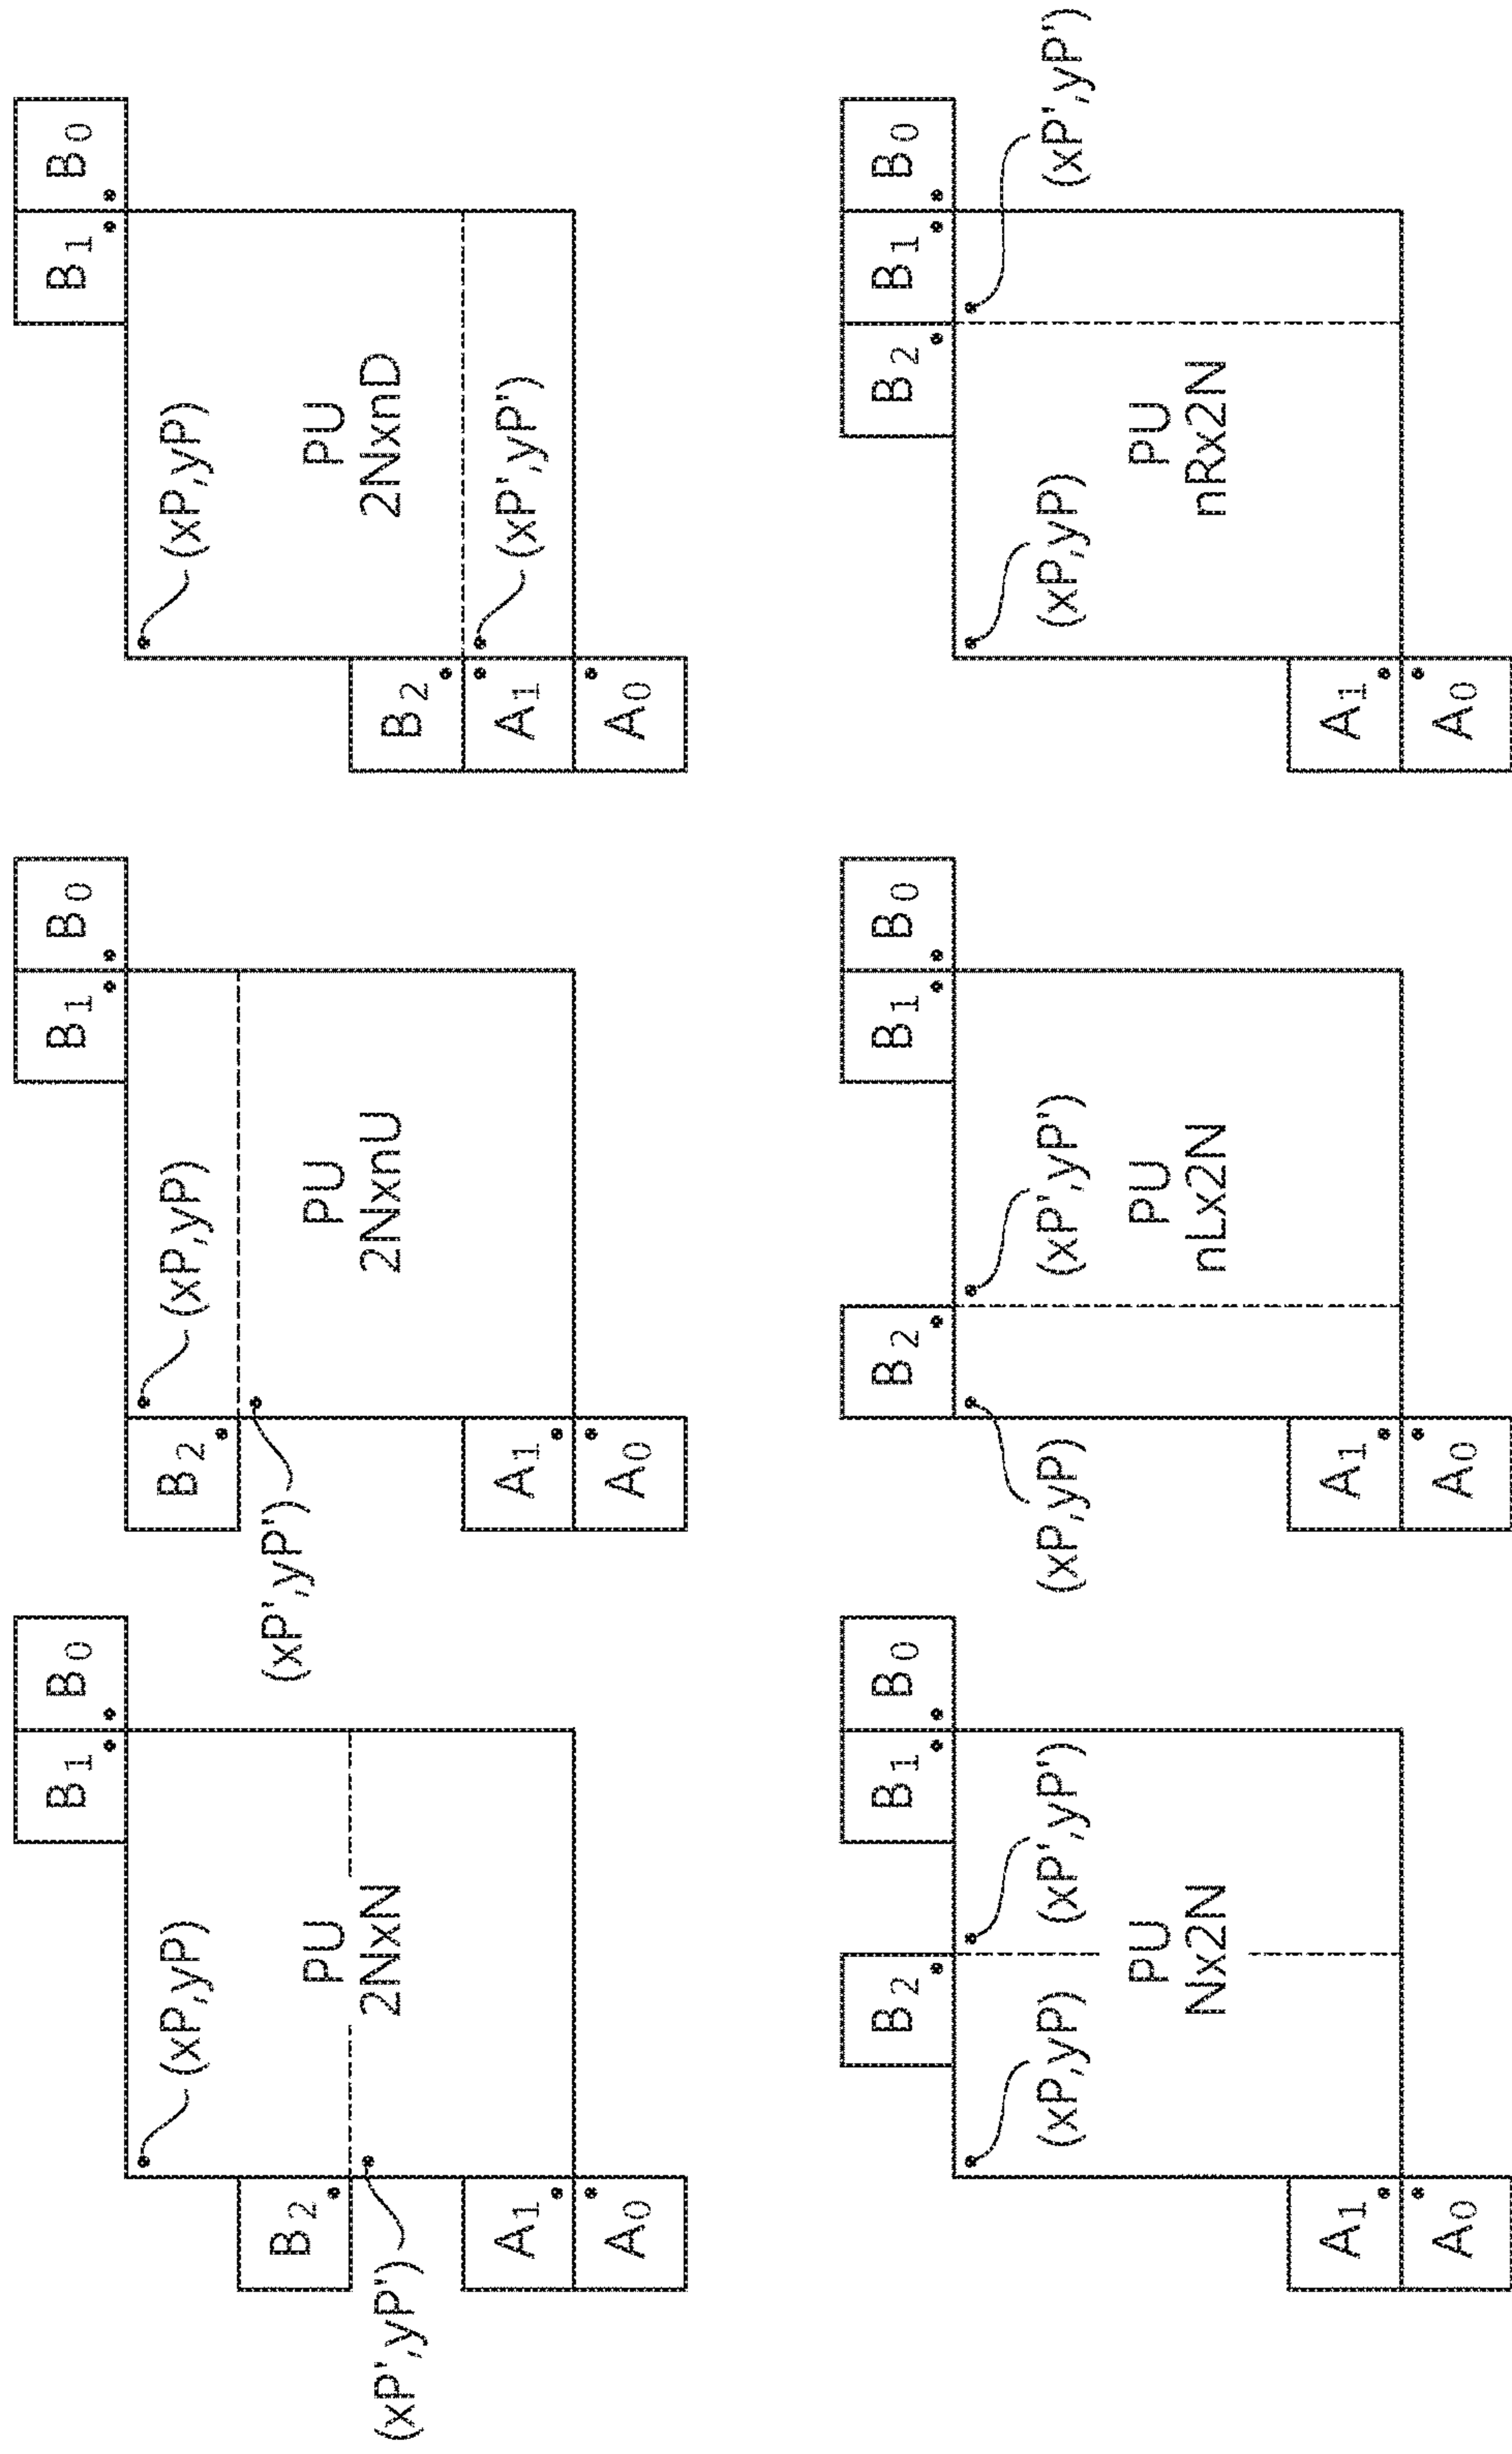 B1 B0
(xP,yP)
B2
PU
2NxN
(xP',yP')
A1
A0
B1 B0
(xP,yP)
B2
(xP',yP')
PU
2NxnU
A1
A0
B1 B0
(xP,yP)
PU
2NxnD
B2
A1
(xP',yP')
A0
B2 B1 B0
(xP,yP) (xP',yP')
PU
Nx2N
A1
A0
B2 B1 B0
(xP,yP) (xP',yP')
PU
nLx2N
A1
A0
B2 B1 B0
(xP,yP) (xP',yP')
PU
nRx2N
A1
A0